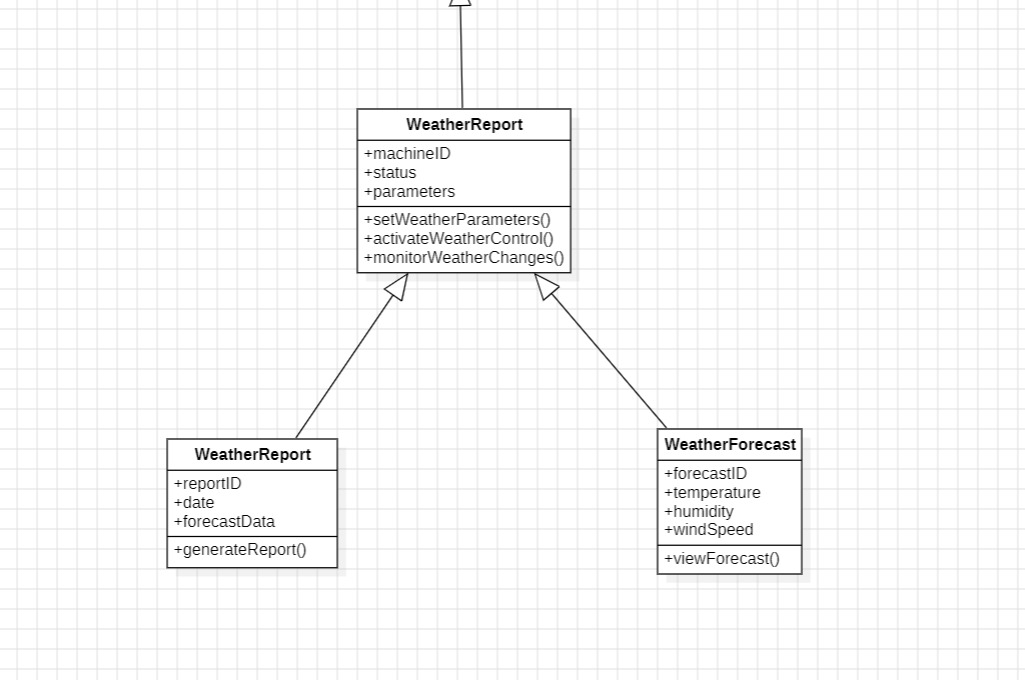 WeatherReport
+machineID
+status
+parameters
+setWeatherParameters()
+activateWeatherControl()
+monitorWeatherChanges()
WeatherReport
+reportID
+date
+forecastData
+generateReport()
WeatherForecast
+forecastID
+temperature
+humidity
+windSpeed
+viewForecast()